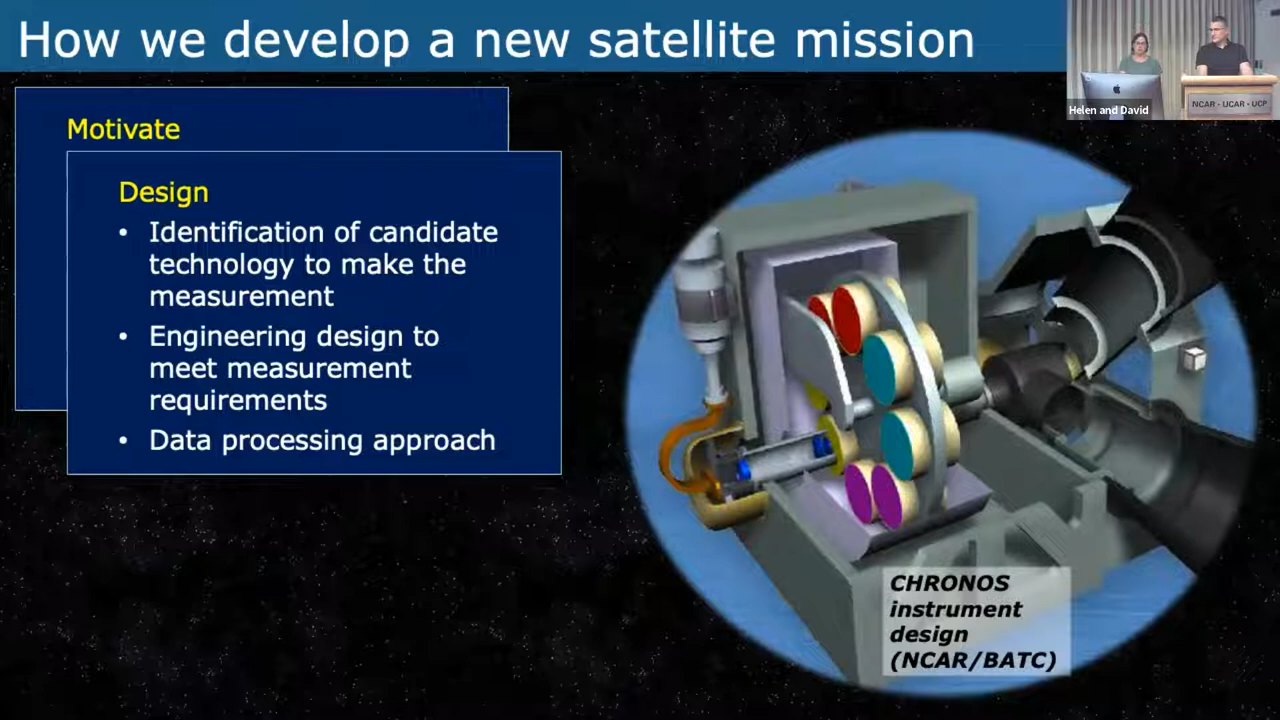 How we develop a new satellite mission
Helen and David
NCAR • UCAR • UCP
Motivate
Design
• Identification of candidate
technology to make the
measurement
• Engineering design to
meet measurement
requirements
• Data processing approach
CHRONOS
instrument
design
(NCAR/BATC)